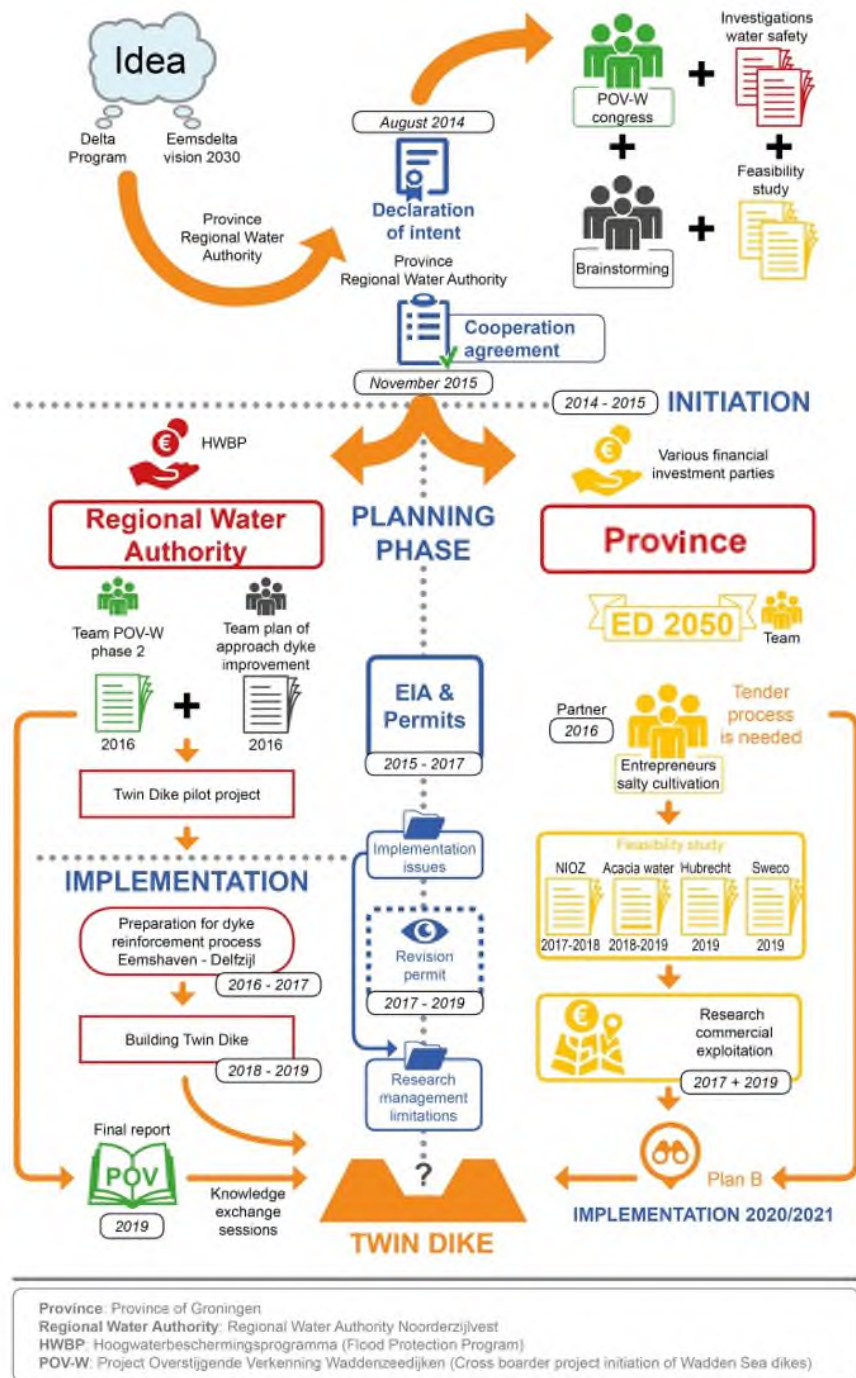 Idea
Delta
Program
Eemsdelta
vision 2030
Province
Regional Water
Authority
August 2014
Declaration
of intent
Province
Regional Water Authority
Cooperation
agreement
November 2015
POV-W
congress
+
Investigations
water safety
+
+
Brainstorming
+
Feasibility
study
2014 - 2015
INITIATION
€
HWBP
Regional Water
Authority
Team POV-W
phase 2
2016
+
Team plan of
approach dyke
improvement
2016
Twin Dike pilot project
IMPLEMENTATION
Preparation for dyke
reinforcement process
Eemshaven - Delfzijl
2016 - 2017
Building Twin Dike
2018 - 2019
Final report
POV
2019
Knowledge
exchange
sessions
PLANNING
PHASE
EIA &
Permits
2015 - 2017
Implementation
issues
Revision
permit
2017 - 2019
Research
management
limitations
?
TWIN DIKE
€
Various financial
investment parties
Province
ED 2050
Team
Partner
2016
Entrepreneurs
salty cultivation
Tender
process
is needed
Feasibility study
NIOZ
2017-2018
Acacia water
2018-2019
Hubrecht
2019
Sweco
2019
€
Research
commercial
exploitation
2017 + 2019
Plan B
IMPLEMENTATION 2020/2021
Province: Province of Groningen
Regional Water Authority: Regional Water Authority Noorderzijlvest
HWBP: Hoogwaterbeschermingsprogramma (Flood Protection Program)
POV-W: Project Overstijgende Verkenning Waddenzeedijken (Cross boarder project initiation of Wadden Sea dikes)